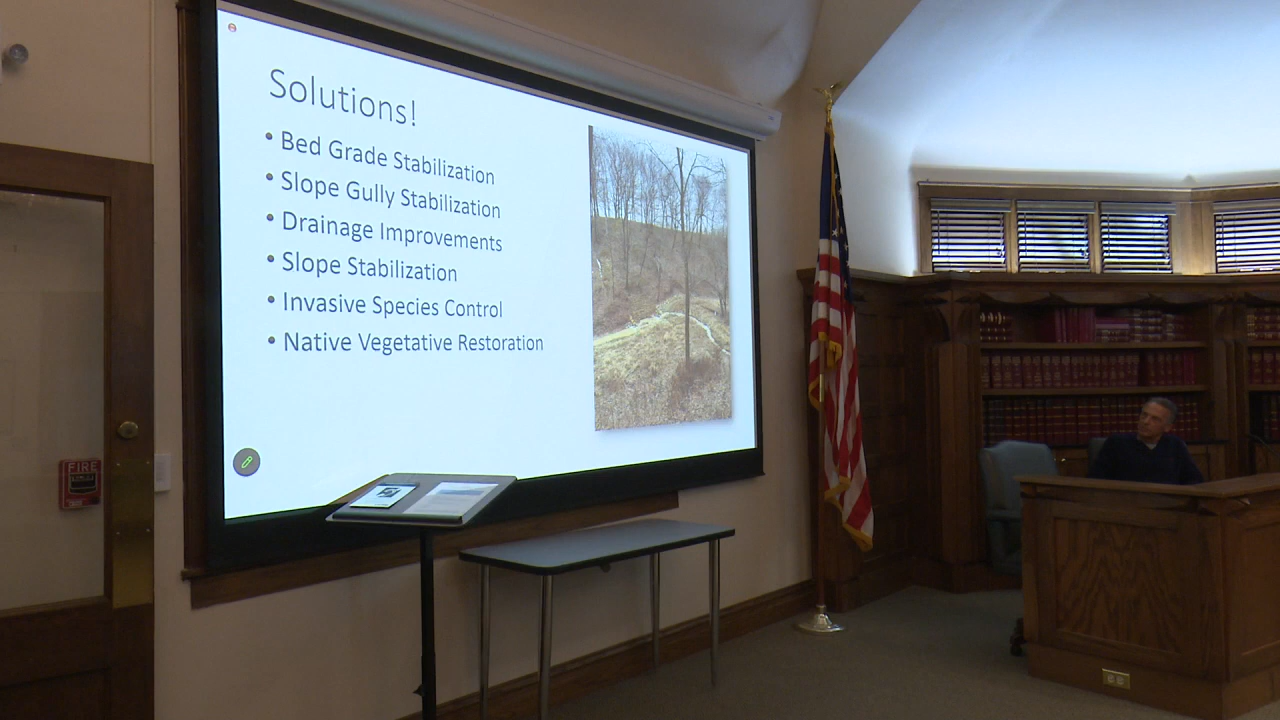 Solutions!
• Bed Grade Stabilization
• Slope Gully Stabilization
• Drainage Improvements
• Slope Stabilization
• Invasive Species Control
• Native Vegetative Restoration
FIRE